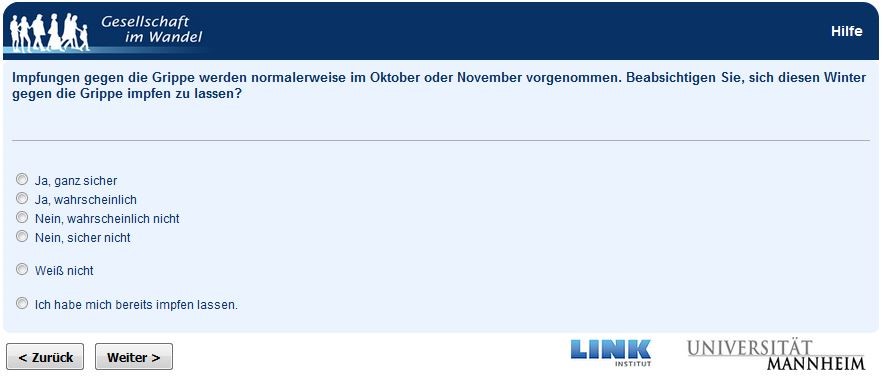 Gesellschaft
im Wandel
Hilfe
Impfungen gegen die Grippe werden normalerweise im Oktober oder November vorgenommen. Beabsichtigen Sie, sich diesen Winter
gegen die Grippe impfen zu lassen?
Ja, ganz sicher
Ja, wahrscheinlich
Nein, wahrscheinlich nicht
Nein, sicher nicht
Weiß nicht
Ich habe mich bereits impfen lassen.
< Zurück
Weiter >
LINK
INSTITUT
UNIVERSITÄT
MANNHEIM